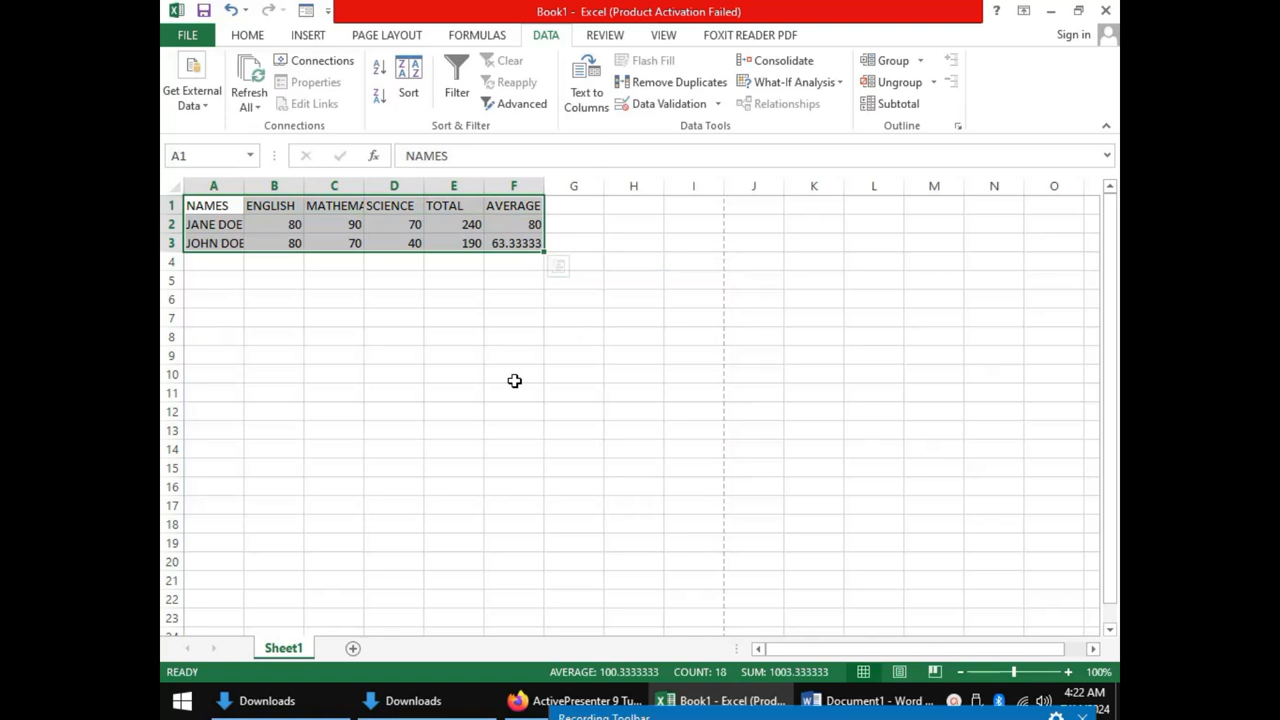 Book1 - Excel (Product Activation Failed)
FILE HOME INSERT PAGE LAYOUT FORMULAS DATA REVIEW VIEW FOXIT READER PDF Sign in
Get External Data
Refresh All
Connections
Properties
Edit Links
Connections
Sort
Filter
Clear
Reapply
Advanced
Sort & Filter
Text to Columns
Flash Fill
Remove Duplicates
Data Validation
Consolidate
What-If Analysis
Relationships
Data Tools
Group
Ungroup
Subtotal
Outline
A1 fx NAMES
A B C D E F G H I J K L M N O
1 NAMES ENGLISH MATHEMA SCIENCE TOTAL AVERAGE
2 JANE DOE 80 90 70 240 80
3 JOHN DOE 80 70 40 190 63.33333
4
5
6
7
8
9
10
11
12
13
14
15
16
17
18
19
20
21
22
23
Sheet1
READY AVERAGE: 100.3333333 COUNT: 18 SUM: 1003.333333 100%
Downloads Downloads ActivePresenter 9 Tu... Book1 - Excel (Prod... Document1 - Word ... 4:22 AM
Recording Toolbar